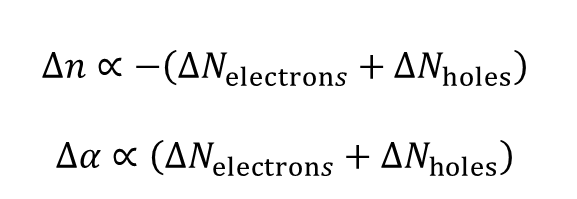 Δn ∝ −(ΔN_electrons + ΔN_holes)
Δα ∝ (ΔN_electrons + ΔN_holes)